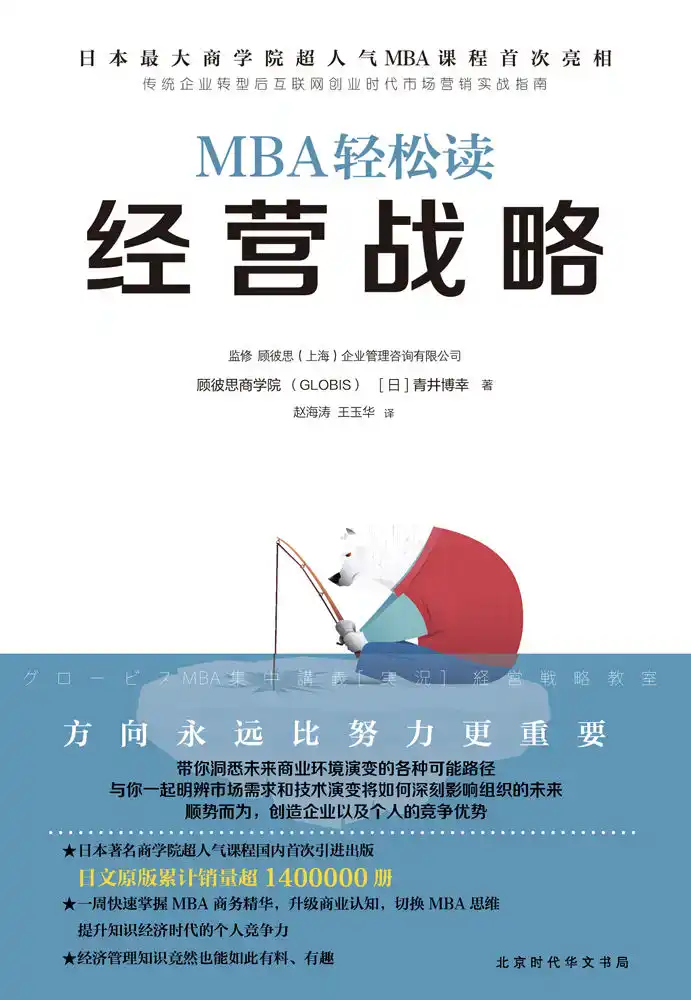 日本最大商学院超人气MBA课程首次亮相
传统企业转型后互联网创业时代市场营销实战指南
MBA轻松读
经营战略
监修 顾彼思（上海）企业管理咨询有限公司
顾彼思商学院（GLOBIS） [日]青井博幸 著
赵海涛 王玉华 译
グロービスMBA集中講義[実況]経営戦略教室
方向永远比努力更重要
带你洞悉未来商业环境演变的各种可能路径
与你一起明辨市场需求和技术演变将如何深刻影响组织的未来
顺势而为，创造企业以及个人的竞争优势
★日本著名商学院超人气课程国内首次引进出版
日文原版累计销量超1400000册
★一周快速掌握MBA商务精华，升级商业认知，切换MBA思维
提升知识经济时代的个人竞争力
★经济管理知识竟然也能如此有料、有趣
北京时代华文书局